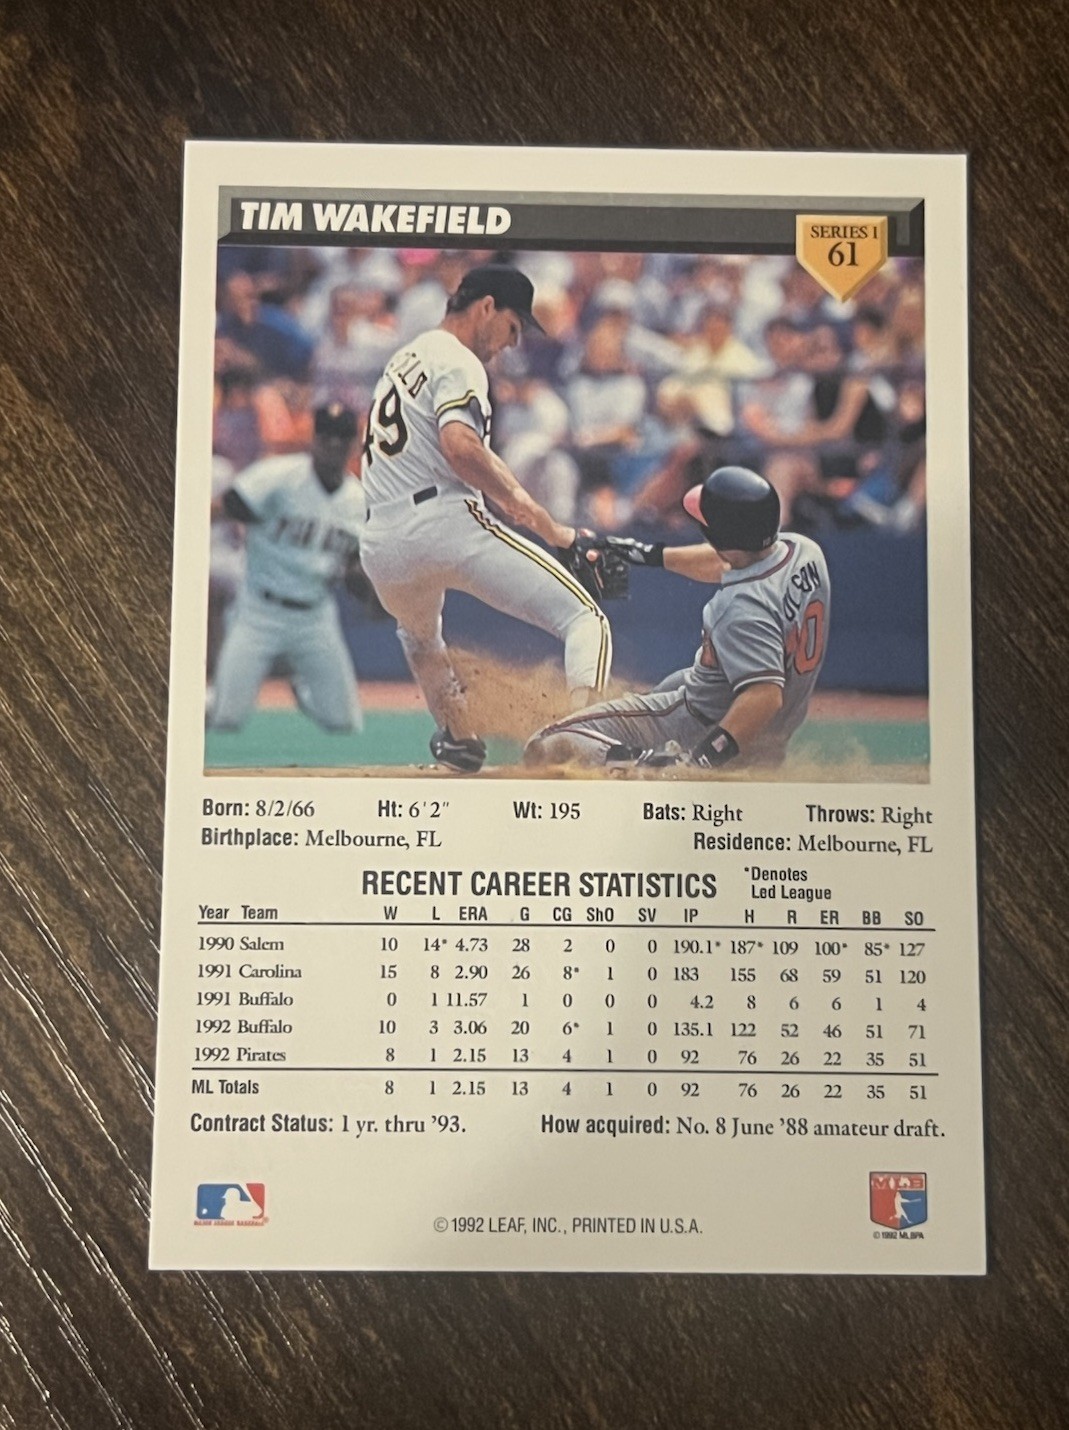 TIM WAKEFIELD
SERIES I
61
49
OLSON
Born: 8/2/66 Ht: 6'2" Wt: 195 Bats: Right Throws: Right
Birthplace: Melbourne, FL Residence: Melbourne, FL
RECENT CAREER STATISTICS *Denotes Led League
Year Team W L ERA G CG ShO SV IP H R ER BB SO
1990 Salem 10 14* 4.73 28 2 0 0 190.1* 187* 109 100* 85* 127
1991 Carolina 15 8 2.90 26 8* 1 0 183 155 68 59 51 120
1991 Buffalo 0 1 11.57 1 0 0 0 4.2 8 6 6 1 4
1992 Buffalo 10 3 3.06 20 6* 1 0 135.1 122 52 46 51 71
1992 Pirates 8 1 2.15 13 4 1 0 92 76 26 22 35 51
ML Totals 8 1 2.15 13 4 1 0 92 76 26 22 35 51
Contract Status: 1 yr. thru '93. How acquired: No. 8 June '88 amateur draft.
MAJOR LEAGUE BASEBALL®
MLB
© 1992 MLBPA
© 1992 LEAF, INC., PRINTED IN U.S.A.